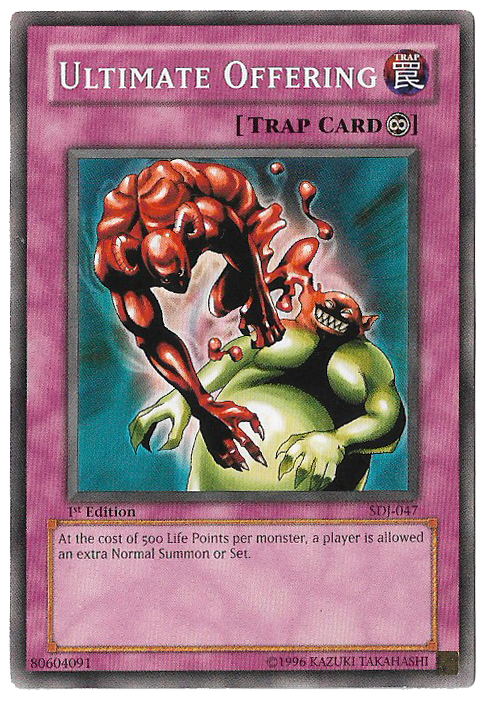 ULTIMATE OFFERING
TRAP
罠
[TRAP CARD∞]
1st Edition
SDJ-047
At the cost of 500 Life Points per monster, a player is allowed
an extra Normal Summon or Set.
80604091
©1996 KAZUKI TAKAHASHI